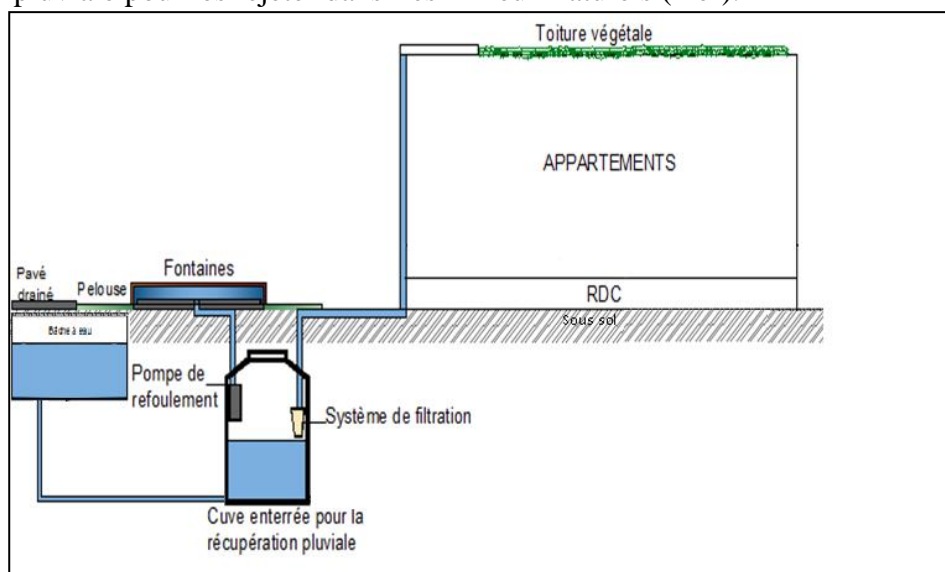 Toiture végétale
APPARTEMENTS
Fontaines
Pavé
drainé
Pelouse
RDC
Sous sol
Bâche à eau
Pompe de
refoulement
Système de filtration
Cuve enterrée pour la
récupération pluviale